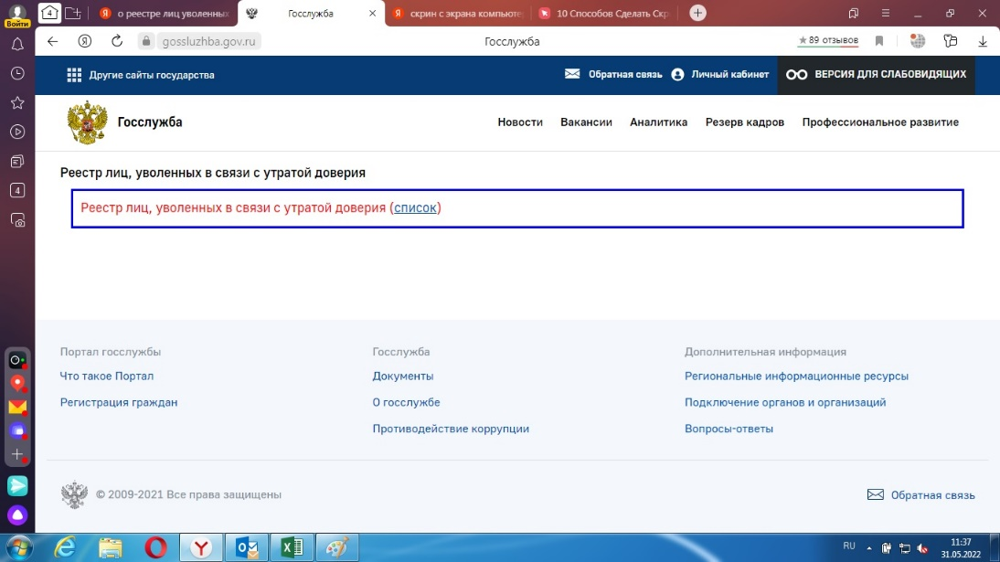 Войти
4
о реестре лиц уволенных
Госслужба
скрин с экрана компьюте
10 Способов Сделать Скр
gossluzhba.gov.ru
Госслужба
89 отзывов
Другие сайты государства
Обратная связь
Личный кабинет
ВЕРСИЯ ДЛЯ СЛАБОВИДЯЩИХ
Госслужба
Новости
Вакансии
Аналитика
Резерв кадров
Профессиональное развитие
4
Реестр лиц, уволенных в связи с утратой доверия
Реестр лиц, уволенных в связи с утратой доверия (список)
Портал госслужбы
Госслужба
Дополнительная информация
Что такое Портал
Документы
Региональные информационные ресурсы
Регистрация граждан
О госслужбе
Подключение органов и организаций
Противодействие коррупции
Вопросы-ответы
© 2009-2021 Все права защищены
Обратная связь
RU
11:37
31.05.2022